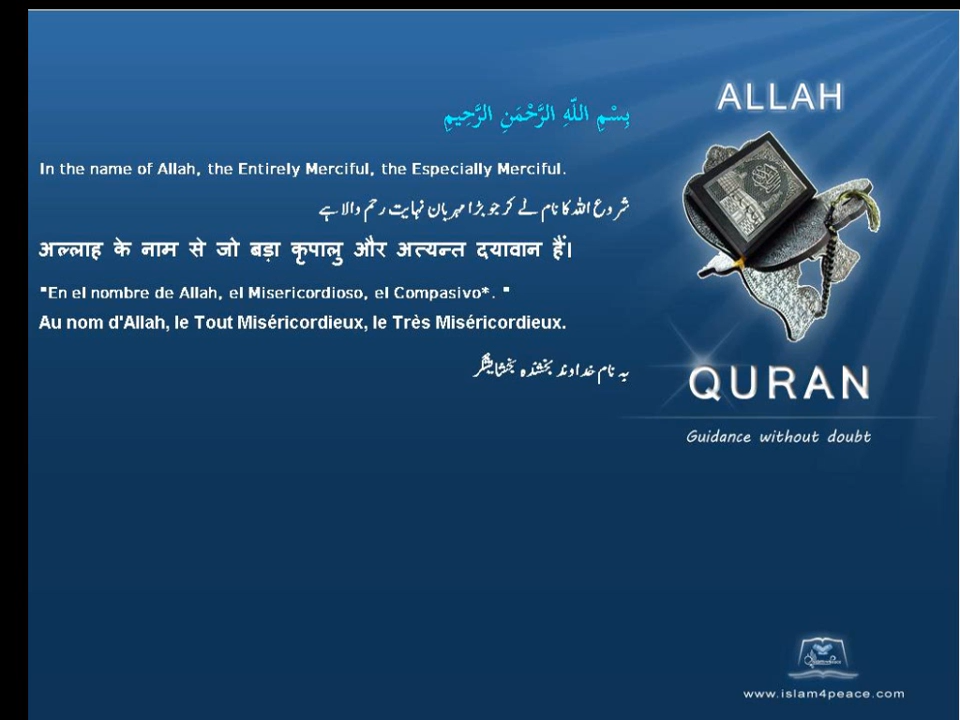 بِسْمِ اللَّهِ الرَّحْمَنِ الرَّحِيمِ
In the name of Allah, the Entirely Merciful, the Especially Merciful.
شروع الله کا نام لے کر جو بڑا مہربان نہایت رحم والا ہے
अल्लाह के नाम से जो बड़ा कृपालु और अत्यन्त दयावान हैं।
"En el nombre de Allah, el Misericordioso, el Compasivo*. "
Au nom d'Allah, le Tout Miséricordieux, le Très Miséricordieux.
به نام خداوند بخشنده بخشایشگر
ALLAH
QURAN
Guidance without doubt
www.islam4peace.com